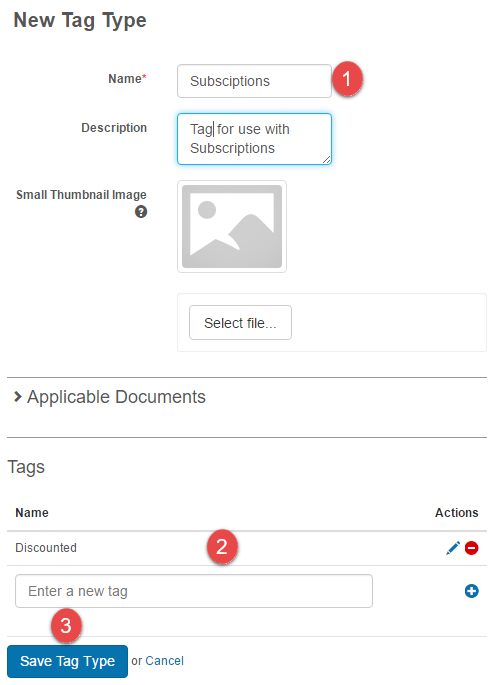 New Tag Type
Name*
Subsciptions
1
Description
Tag for use with
Subscriptions
Small Thumbnail Image
?
Select file...
Applicable Documents
Tags
Name Actions
Discounted
2
Enter a new tag
3
Save Tag Type or Cancel